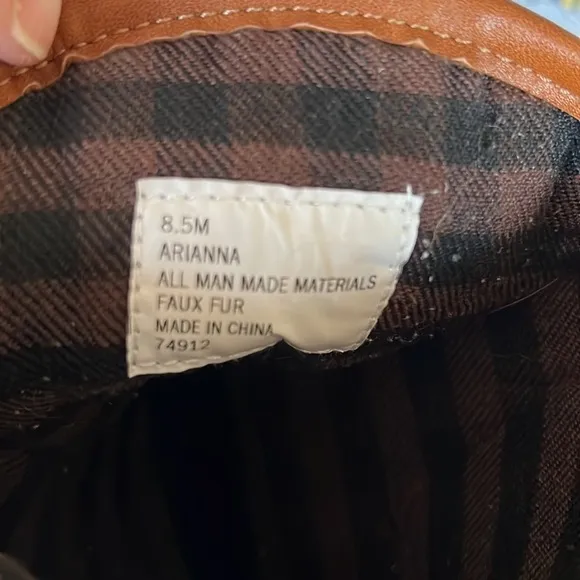 8.5M
ARIANNA
ALL MAN MADE MATERIALS
FAUX FUR
MADE IN CHINA
74912